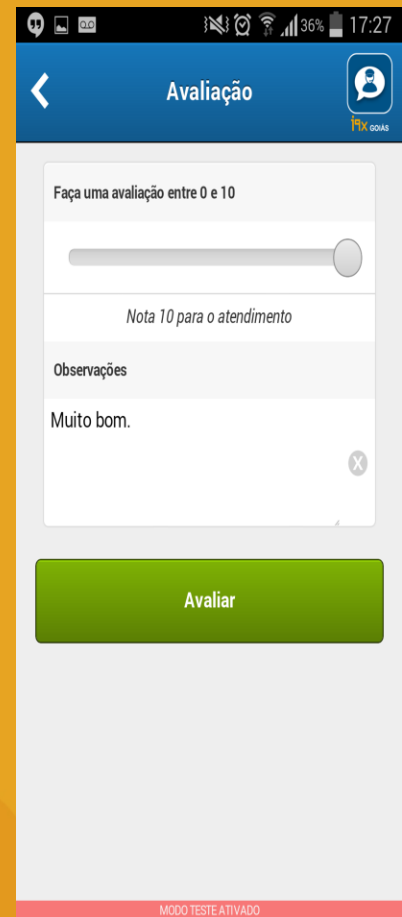 36% 17:27
Avaliação
GOIÁS
Faça uma avaliação entre 0 e 10
Nota 10 para o atendimento
Observações
Muito bom.
Avaliar
MODO TESTE ATIVADO